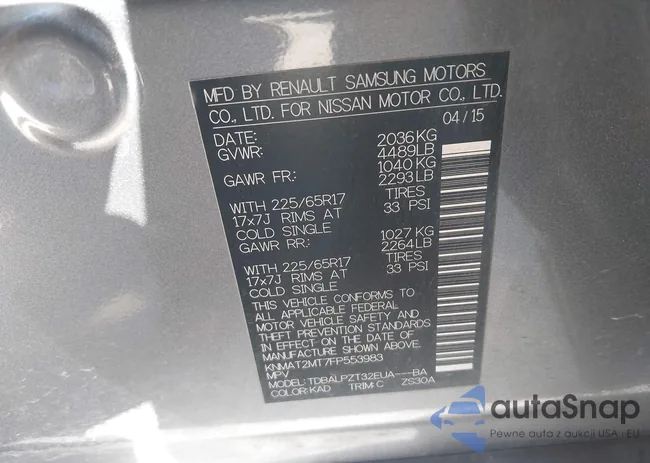 MFD BY RENAULT SAMSUNG MOTORS
CO., LTD. FOR NISSAN MOTOR CO., LTD.
04/15
DATE: 2036KG
GVWR: 4489LB
1040 KG
GAWR FR: 2293LB
TIRES
WITH 225/65R17 33 PSI
17x7J RIMS AT
COLD SINGLE 1027 KG
GAWR RR: 2264LB
TIRES
WITH 225/65R17 33 PSI
17x7J RIMS AT
COLD SINGLE
THIS VEHICLE CONFORMS TO
ALL APPLICABLE FEDERAL
MOTOR VEHICLE SAFETY AND
THEFT PREVENTION STANDARDS
IN EFFECT ON THE DATE OF
MANUFACTURE SHOWN ABOVE.
KNMAT2MT7FP553983
MPV
MODEL: TDBALPZT32EUA---BA
COLOR: KAD TRIM: C ZS30A
autaSnap
Pewne auta z aukcji USA i EU